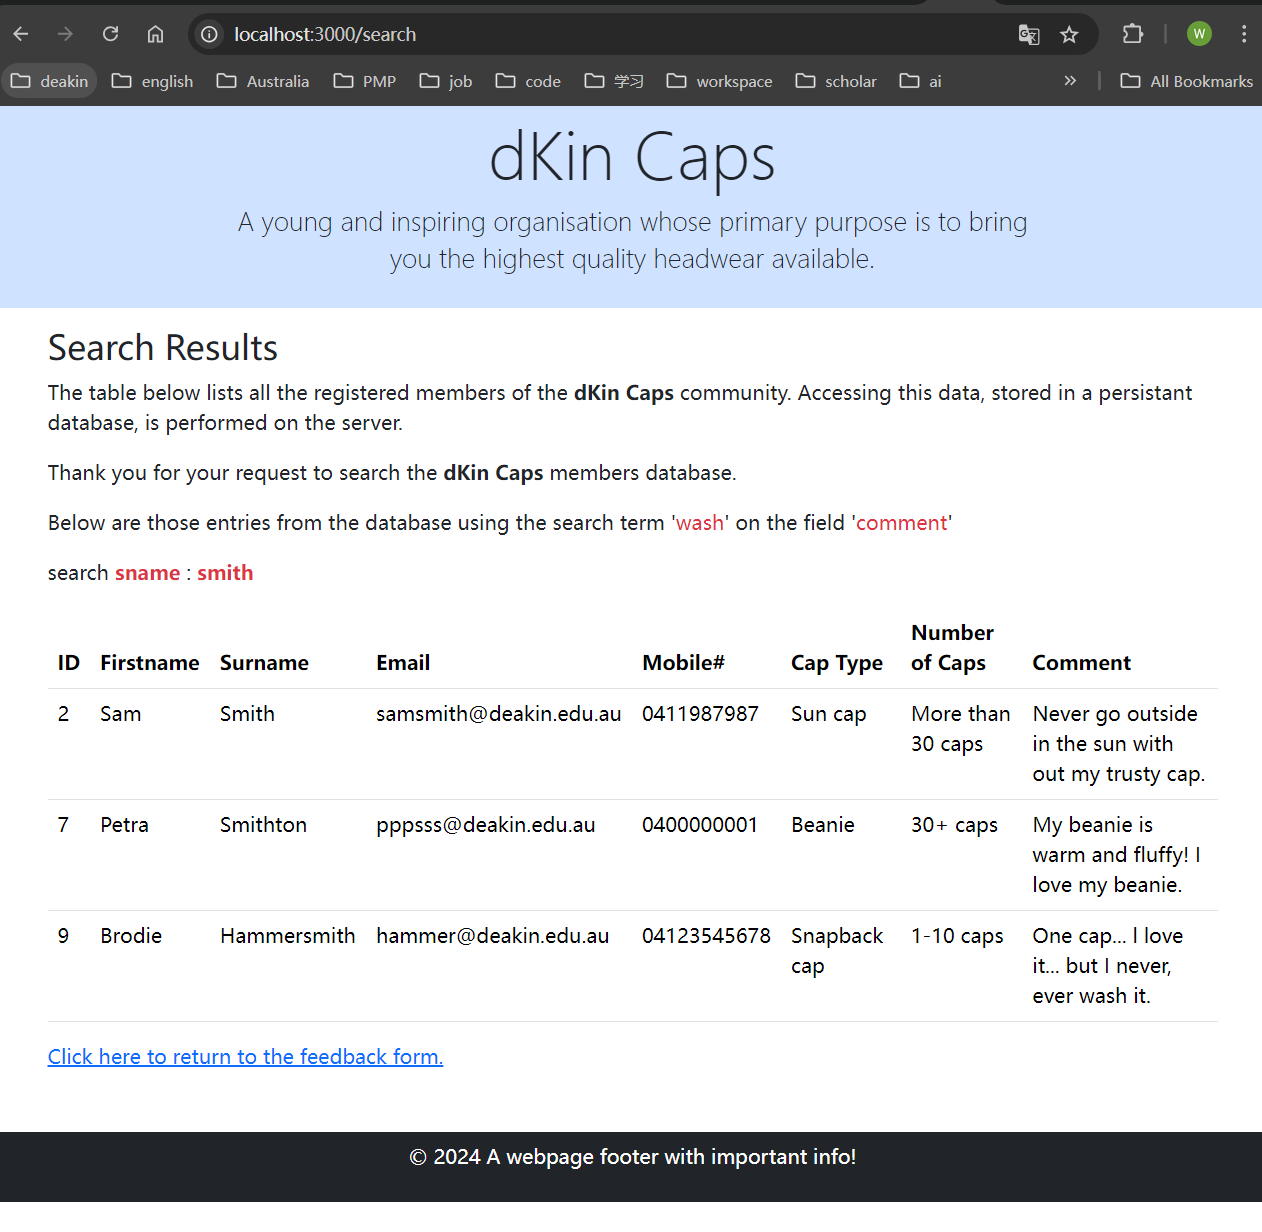 localhost:3000/search
W
deakin english Australia PMP job code 学习 workspace scholar ai » All Bookmarks
dKin Caps
A young and inspiring organisation whose primary purpose is to bring
you the highest quality headwear available.
Search Results
The table below lists all the registered members of the dKin Caps community. Accessing this data, stored in a persistant
database, is performed on the server.
Thank you for your request to search the dKin Caps members database.
Below are those entries from the database using the search term 'wash' on the field 'comment'
search sname : smith
ID Firstname Surname Email Mobile# Cap Type Number of Caps Comment
2 Sam Smith samsmith@deakin.edu.au 0411987987 Sun cap More than
30 caps
Never go outside
in the sun with
out my trusty cap.
7 Petra Smithton pppsss@deakin.edu.au 0400000001 Beanie 30+ caps My beanie is
warm and fluffy! I
love my beanie.
9 Brodie Hammersmith hammer@deakin.edu.au 04123545678 Snapback
cap
1-10 caps One cap... I love
it... but I never,
ever wash it.
Click here to return to the feedback form.
© 2024 A webpage footer with important info!